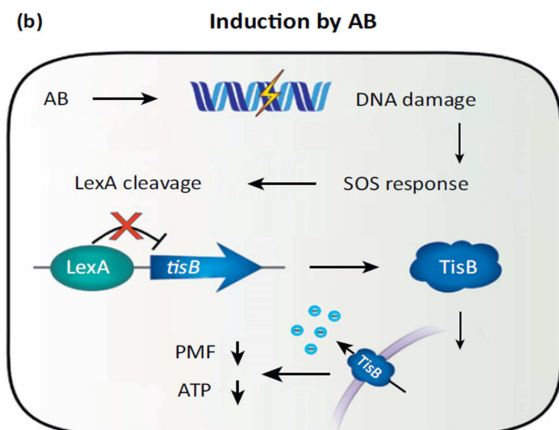 (b) Induction by AB
AB
DNA damage
LexA cleavage
SOS response
LexA
tisB
TisB
PMF
ATP
TisB